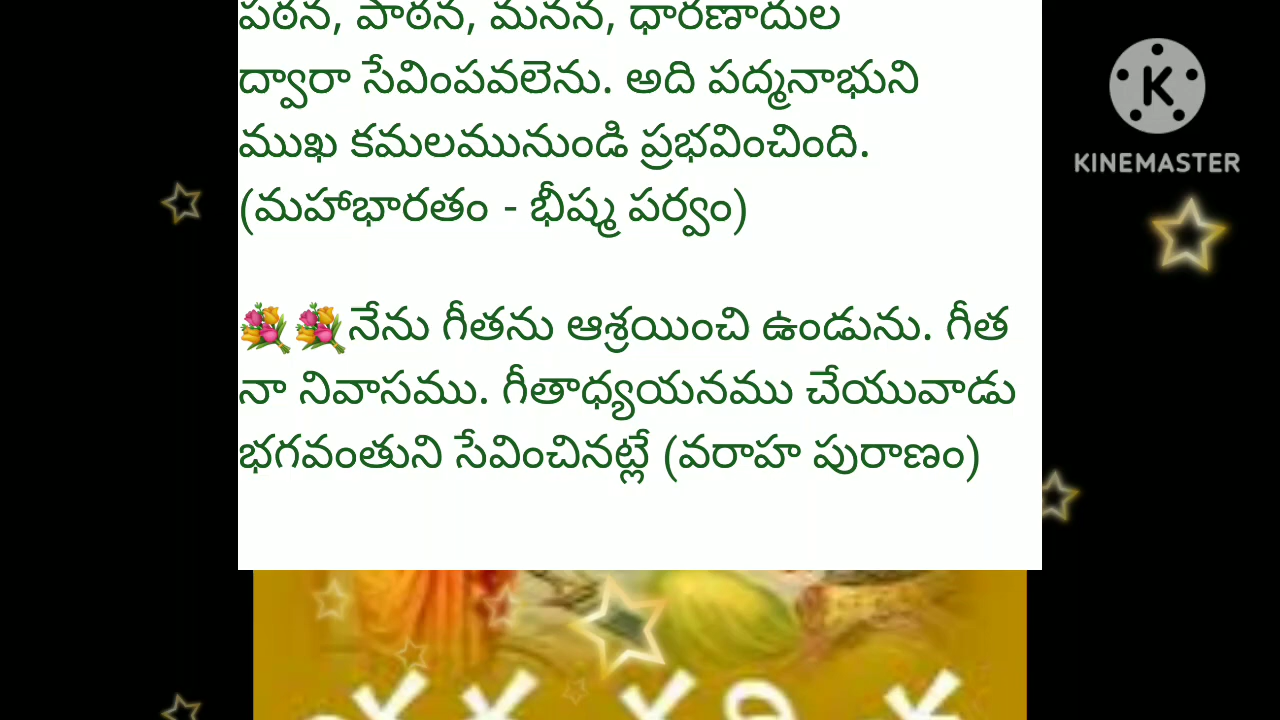 పఠన, పాఠన, మనన, ధారణాదుల
ద్వారా సేవింపవలెను. అది పద్మనాభుని
ముఖ కమలమునుండి ప్రభవించింది.
(మహాభారతం - భీష్మ పర్వం)
💐💐నేను గీతను ఆశ్రయించి ఉండును. గీత
నా నివాసము. గీతాధ్యయనము చేయువాడు
భగవంతుని సేవించినట్లే (వరాహ పురాణం)
KINEMASTER